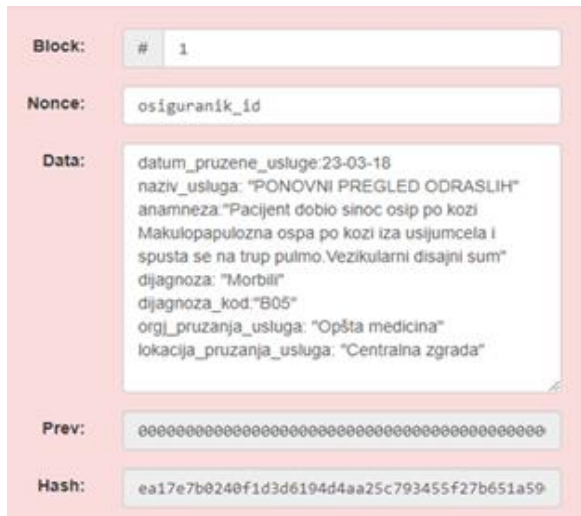 Block: # 1
Nonce: osiguranik_id
Data: datum_pruzene_usluge:23-03-18
naziv_usluga: "PONOVNI PREGLED ODRASLIH"
anamneza:"Pacijent dobio sinoc osip po kozi
Makulopapulozna ospa po kozi iza usijumcela i
spusta se na trup pulmo.Vezikularni disajni sum"
dijagnoza: "Morbili"
dijagnoza_kod:"B05"
orgj_pruzanja_usluga: "Opšta medicina"
lokacija_pruzanja_usluga: "Centralna zgrada"
Prev: 0000000000000000000000000000000000000000000
Hash: ea17e7b0240f1d3d6194d4aa25c793455f27b651a59